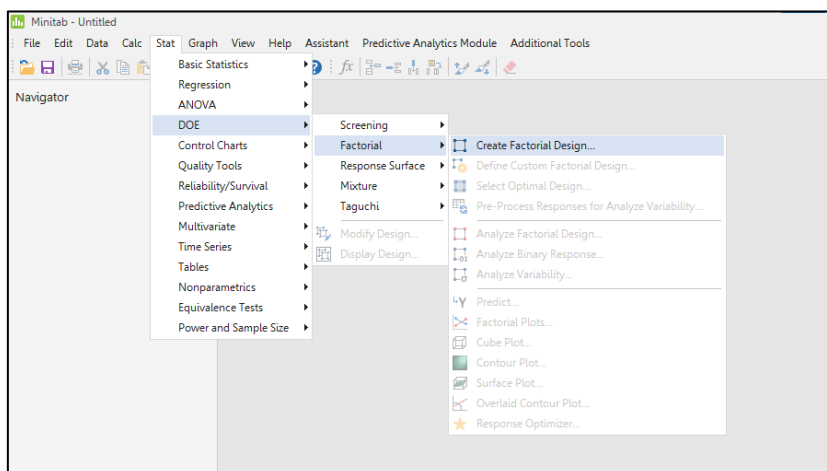 Minitab - Untitled
File Edit Data Calc Stat Graph View Help Assistant Predictive Analytics Module Additional Tools
Navigator
Basic Statistics
Regression
ANOVA
DOE
Control Charts
Quality Tools
Reliability/Survival
Predictive Analytics
Multivariate
Time Series
Tables
Nonparametrics
Equivalence Tests
Power and Sample Size
Screening
Factorial
Response Surface
Mixture
Taguchi
Modify Design...
Display Design...
Create Factorial Design...
Define Custom Factorial Design...
Select Optimal Design...
Pre-Process Responses for Analyze Variability...
Analyze Factorial Design...
Analyze Binary Response...
Analyze Variability...
Predict...
Factorial Plots...
Cube Plot...
Contour Plot...
Surface Plot...
Overlaid Contour Plot...
Response Optimizer...